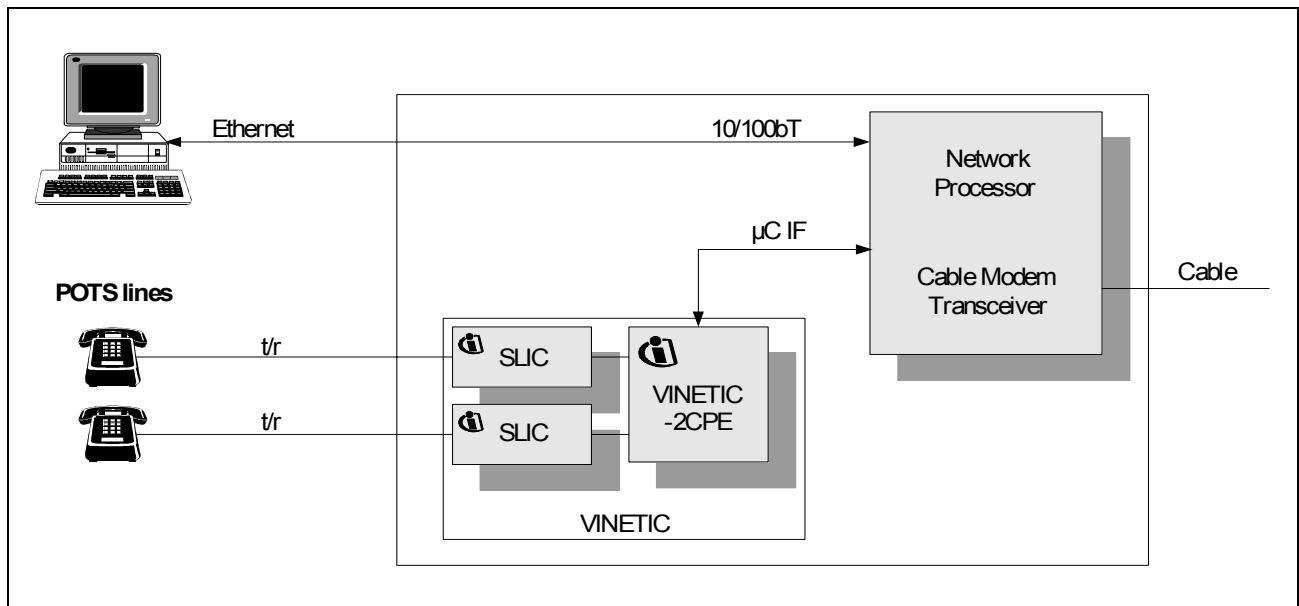 Ethernet
10/100bT
Network
Processor
µC IF
Cable Modem
Transceiver
Cable
POTS lines
t/r
SLIC
VINETIC
-2CPE
t/r
SLIC
VINETIC